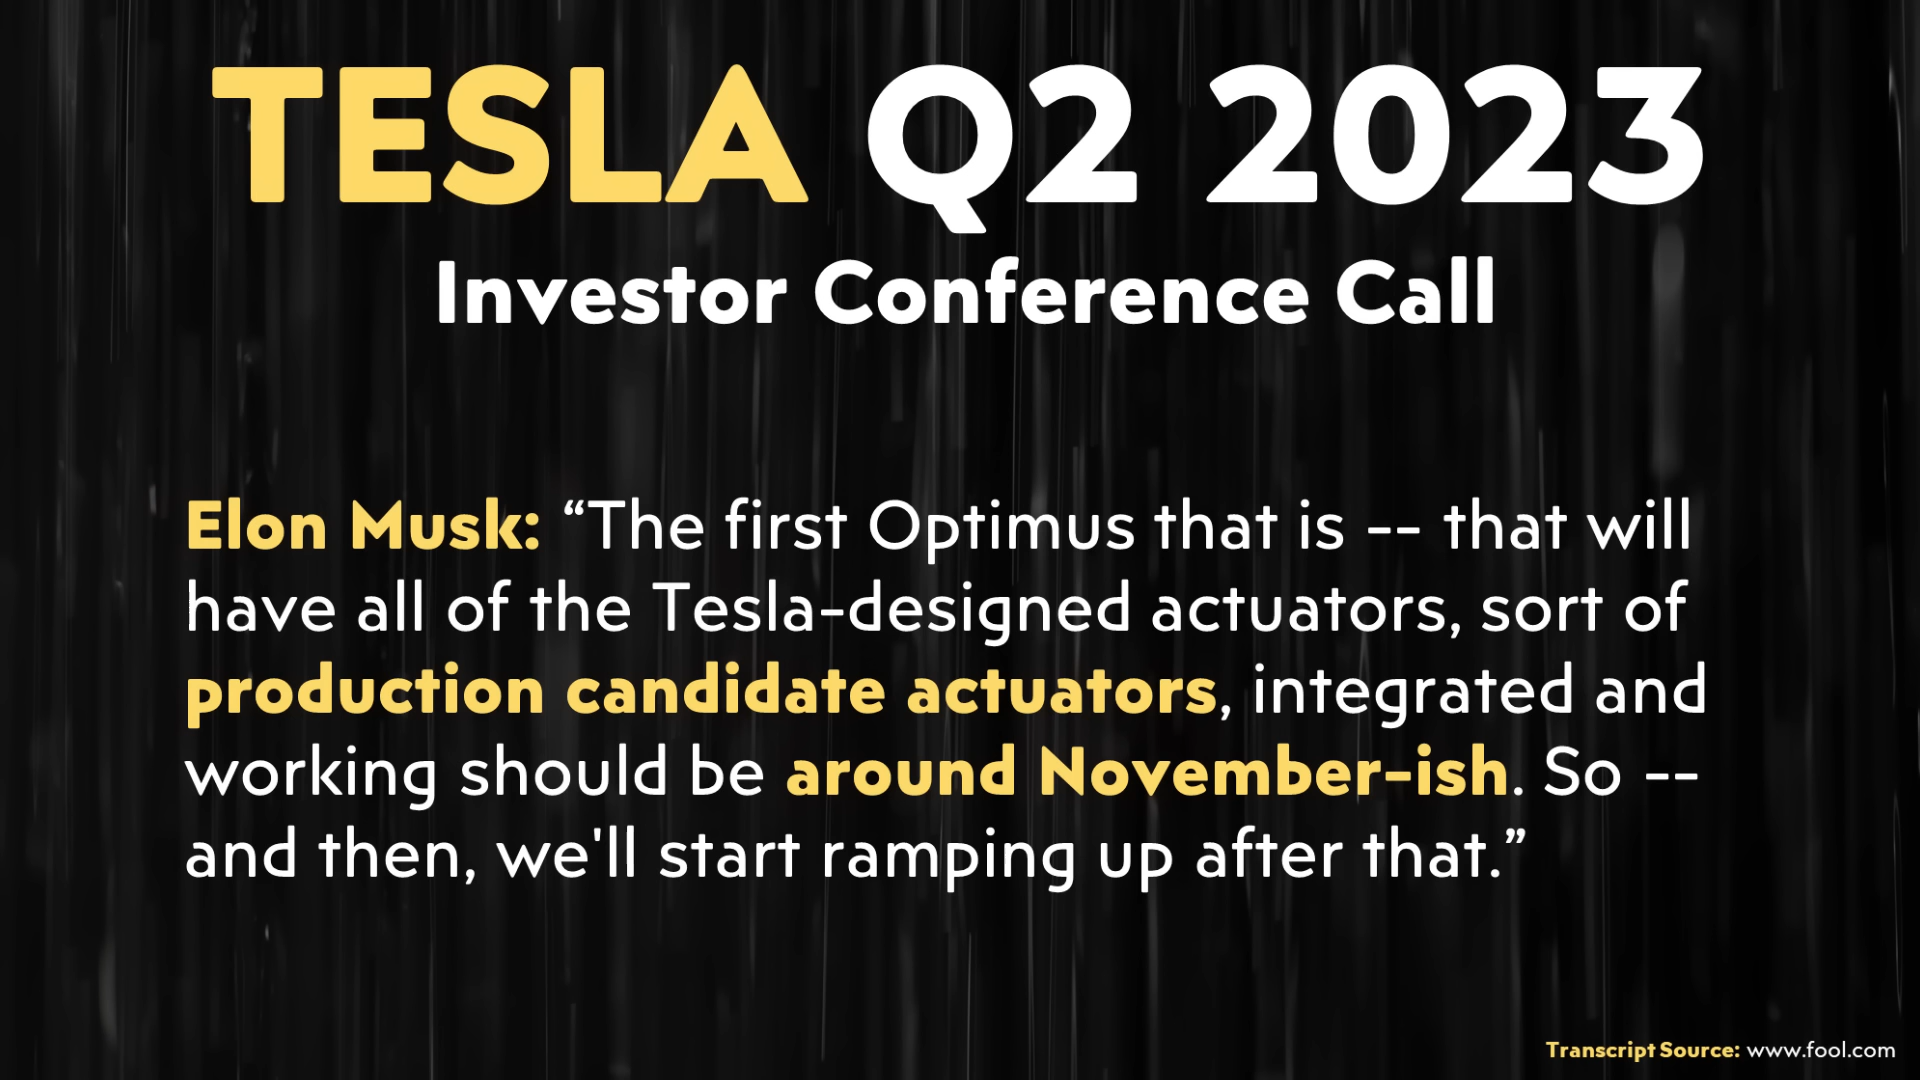 TESLA Q2 2023
Investor Conference Call
Elon Musk: “The first Optimus that is -- that will
have all of the Tesla-designed actuators, sort of
production candidate actuators, integrated and
working should be around November-ish. So --
and then, we'll start ramping up after that.”
Transcript Source: www.fool.com